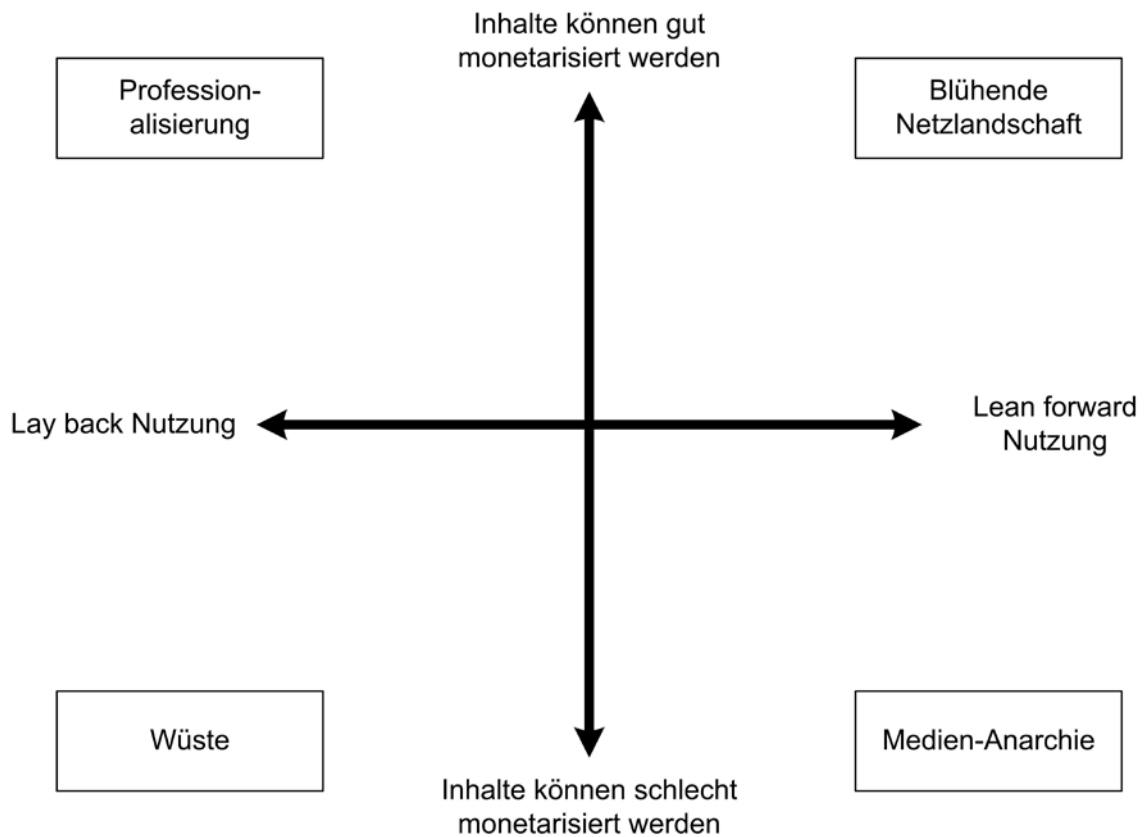 Inhalte können gut
monetarisiert werden
Profession-
alisierung
Blühende
Netzlandschaft
Lay back Nutzung
Lean forward
Nutzung
Wüste
Medien-Anarchie
Inhalte können schlecht
monetarisiert werden